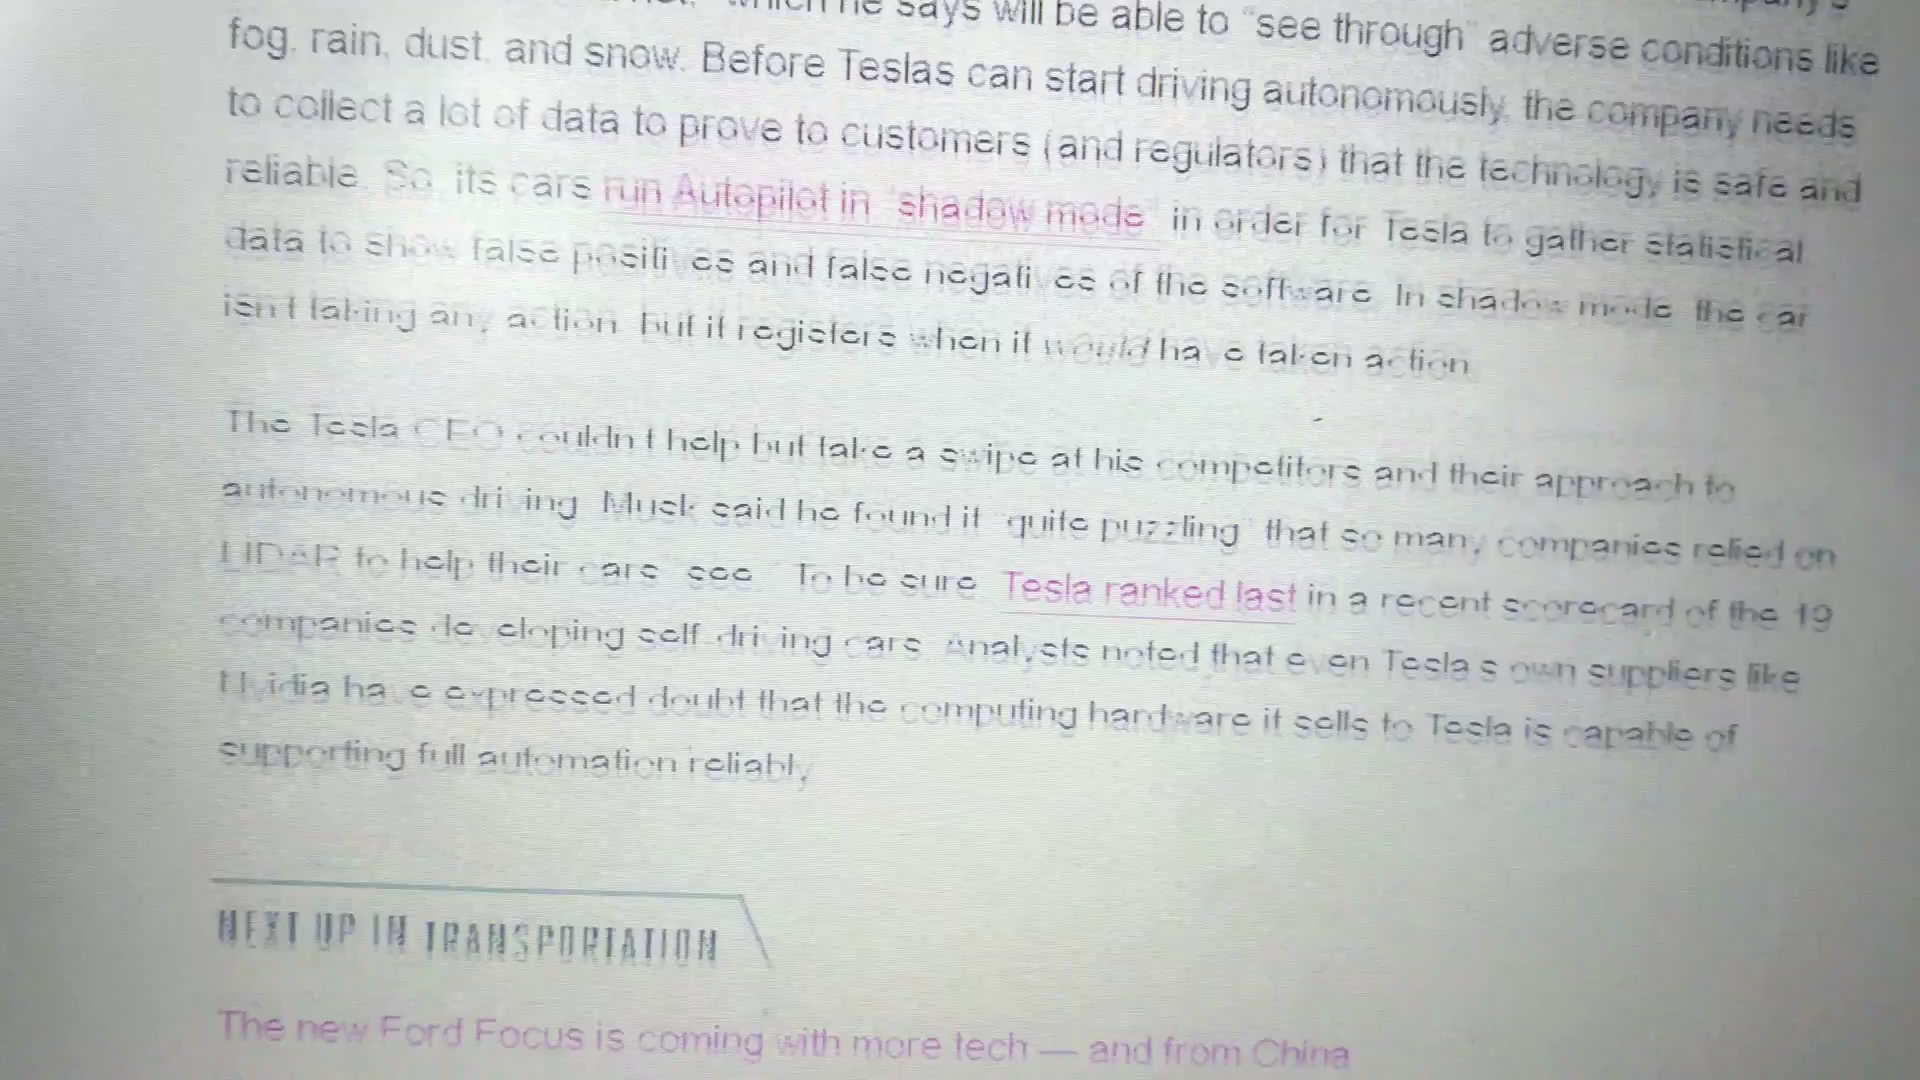 which he says will be able to "see through" adverse conditions like
fog, rain, dust, and snow. Before Teslas can start driving autonomously, the company needs
to collect a lot of data to prove to customers (and regulators) that the technology is safe and
reliable. So, its cars run Autopilot in "shadow mode" in order for Tesla to gather statistical
data to show false positives and false negatives of the software. In shadow mode, the car
isn't taking any action, but it registers when it would have taken action.
The Tesla CEO couldn't help but take a swipe at his competitors and their approach to
autonomous driving. Musk said he found it "quite puzzling" that so many companies relied on
LIDAR to help their cars "see." To be sure, Tesla ranked last in a recent scorecard of the 19
companies developing self-driving cars. Analysts noted that even Tesla's own suppliers like
Nvidia have expressed doubt that the computing hardware it sells to Tesla is capable of
supporting full automation reliably.
NEXT UP IN TRANSPORTATION
The new Ford Focus is coming with more tech — and from China